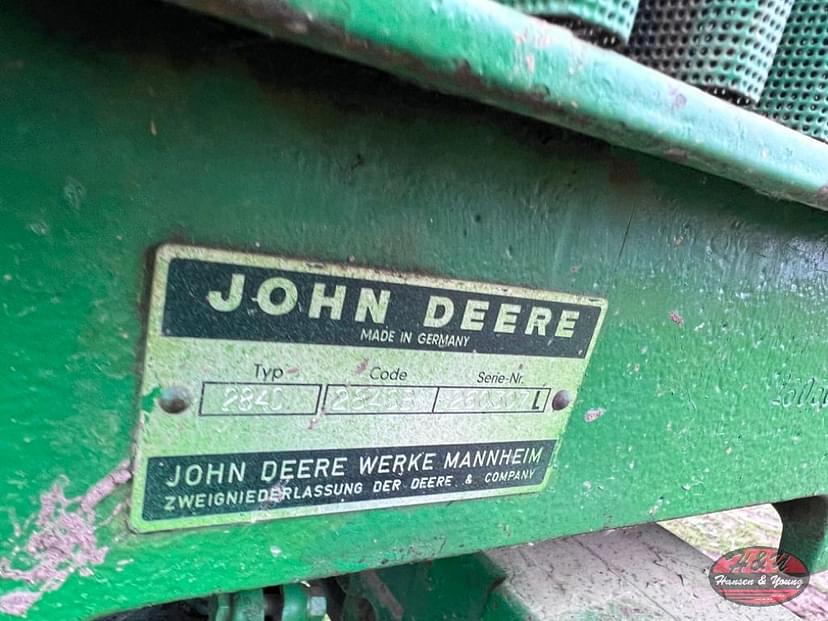 JOHN DEERE
MADE IN GERMANY
Typ Code Serie-Nr.
2840 L
JOHN DEERE WERKE MANNHEIM
ZWEIGNIEDERLASSUNG DER DEERE & COMPANY
H&Y
Hansen & Young